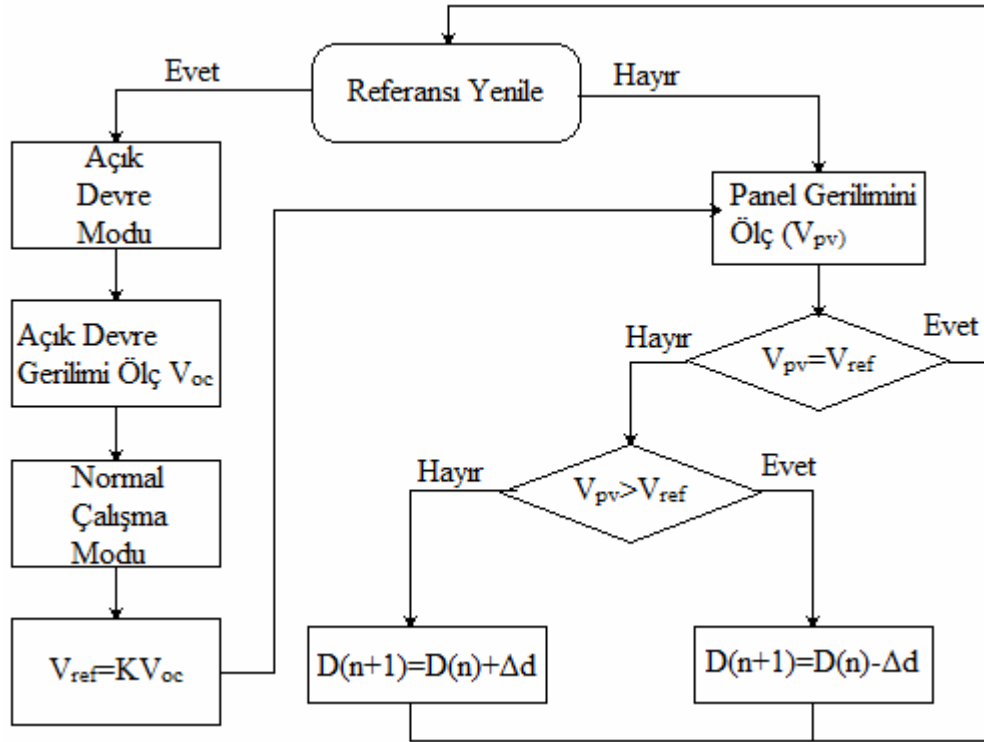 Evet
Referansı Yenile
Hayır
Açık
Devre
Modu
Panel Gerilimini
Ölç (Vpv)
Açık Devre
Gerilimi Ölç Voc
Hayır
Evet
Vpv=Vref
Normal
Çalışma
Modu
Hayır
Evet
Vpv>Vref
Vref=KVoc
D(n+1)=D(n)+Δd
D(n+1)=D(n)-Δd